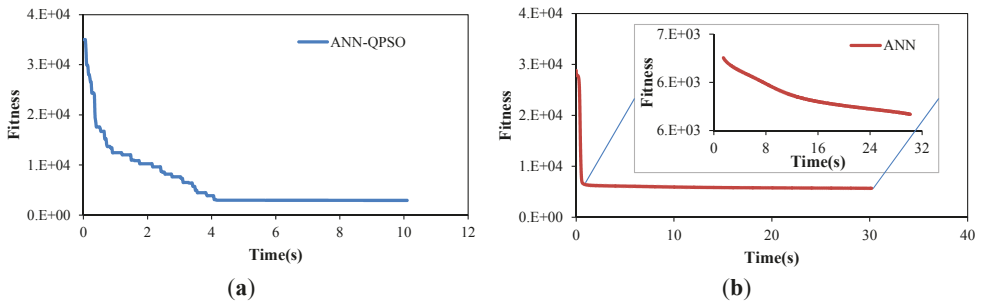 4.E+04
3.E+04
2.E+04
1.E+04
0.E+00
Fitness
ANN-QPSO
0 2 4 6 8 10 12
Time(s)
(a)
4.E+04
3.E+04
2.E+04
1.E+04
0.E+00
Fitness
7.E+03
6.E+03
6.E+03
Fitness
ANN
0 8 16 24 32
Time(s)
0 10 20 30 40
Time(s)
(b)